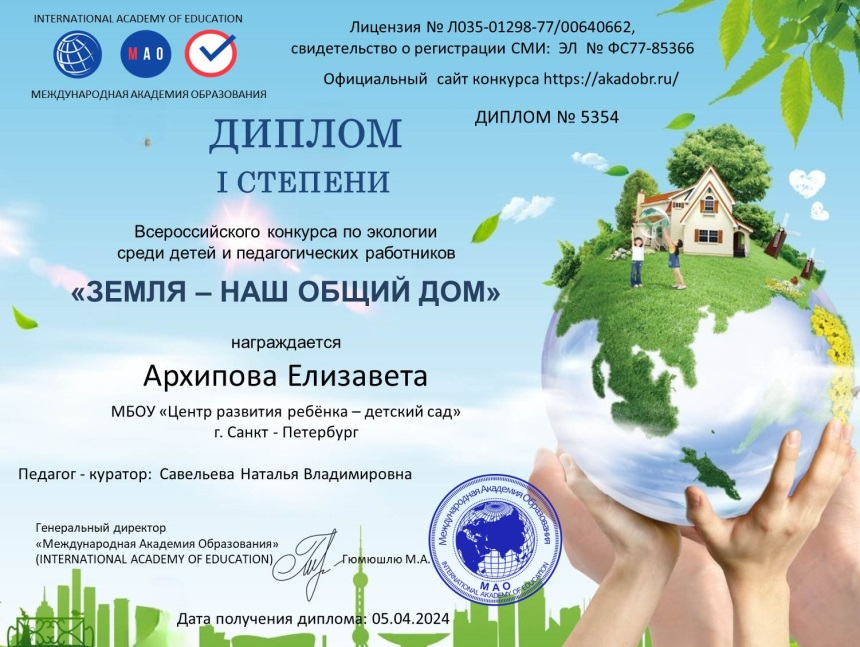 INTERNATIONAL ACADEMY OF EDUCATION
МАО
МЕЖДУНАРОДНАЯ АКАДЕМИЯ ОБРАЗОВАНИЯ
Лицензия № Л035-01298-77/00640662,
свидетельство о регистрации СМИ: ЭЛ № ФС77-85366
Официальный сайт конкурса https://akadobr.ru/
ДИПЛОМ № 5354
ДИПЛОМ
I СТЕПЕНИ
Всероссийского конкурса по экологии
среди детей и педагогических работников
«ЗЕМЛЯ – НАШ ОБЩИЙ ДОМ»
награждается
Архипова Елизавета
МБОУ «Центр развития ребёнка – детский сад»
г. Санкт - Петербург
Педагог - куратор: Савельева Наталья Владимировна
Генеральный директор
«Международная Академия Образования»
(INTERNATIONAL ACADEMY OF EDUCATION)
Гюмюшлю М.А.
Международная Академия Образования
МАО
INTERNATIONAL ACADEMY OF EDUCATION
Дата получения диплома: 05.04.2024